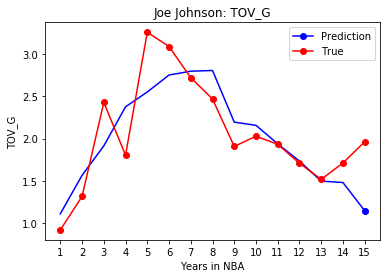 Joe Johnson: TOV_G
Prediction
True
TOV_G
3.0
2.5
2.0
1.5
1.0
1 2 3 4 5 6 7 8 9 10 11 12 13 14 15
Years in NBA